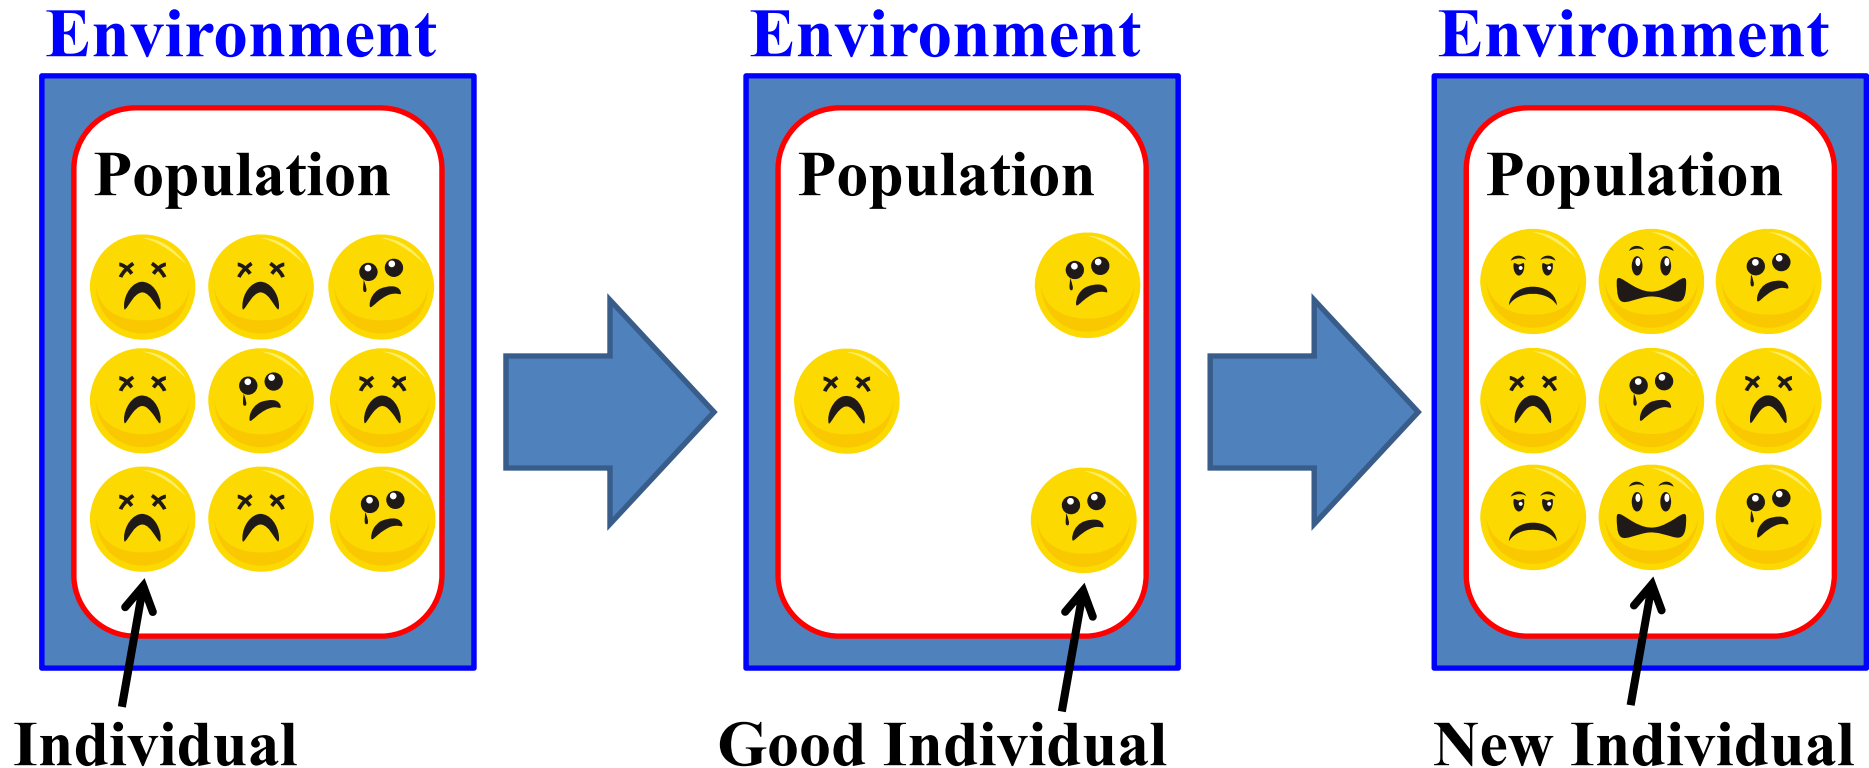 Environment
Environment
Environment
Population
Population
Population
Individual
Good Individual
New Individual